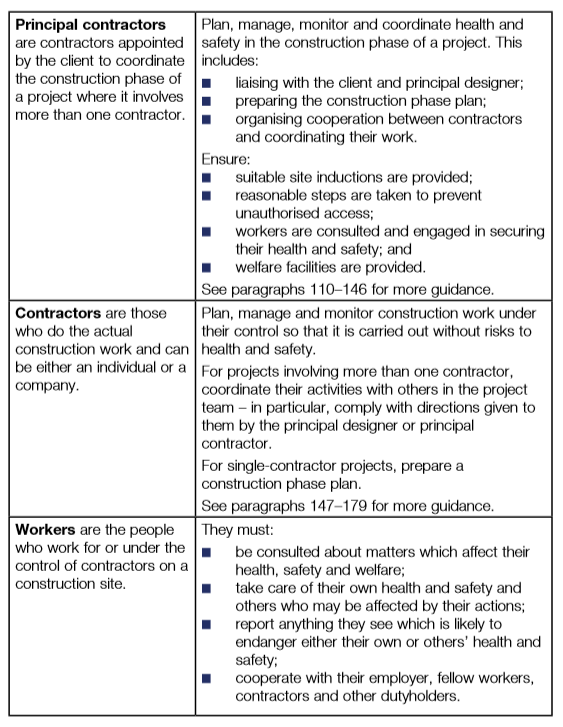 Principal contractors
are contractors appointed
by the client to coordinate
the construction phase of
a project where it involves
more than one contractor.
Plan, manage, monitor and coordinate health and
safety in the construction phase of a project. This
includes:
■ liaising with the client and principal designer;
■ preparing the construction phase plan;
■ organising cooperation between contractors
and coordinating their work.
Ensure:
■ suitable site inductions are provided;
■ reasonable steps are taken to prevent
unauthorised access;
■ workers are consulted and engaged in securing
their health and safety; and
■ welfare facilities are provided.
See paragraphs 110–146 for more guidance.
Contractors are those
who do the actual
construction work and can
be either an individual or a
company.
Plan, manage and monitor construction work under
their control so that it is carried out without risks to
health and safety.
For projects involving more than one contractor,
coordinate their activities with others in the project
team – in particular, comply with directions given to
them by the principal designer or principal
contractor.
For single-contractor projects, prepare a
construction phase plan.
See paragraphs 147–179 for more guidance.
Workers are the people
who work for or under the
control of contractors on a
construction site.
They must:
■ be consulted about matters which affect their
health, safety and welfare;
■ take care of their own health and safety and
others who may be affected by their actions;
■ report anything they see which is likely to
endanger either their own or others' health and
safety;
■ cooperate with their employer, fellow workers,
contractors and other dutyholders.